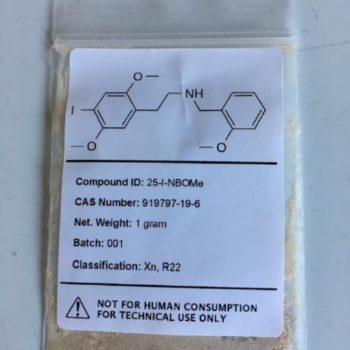 O
NH
I
O
O
Compound ID: 25-I-NBOMe
CAS Number: 919797-19-6
Net. Weight: 1 gram
Batch: 001
Classification: Xn, R22
! NOT FOR HUMAN CONSUMPTION
FOR TECHNICAL USE ONLY